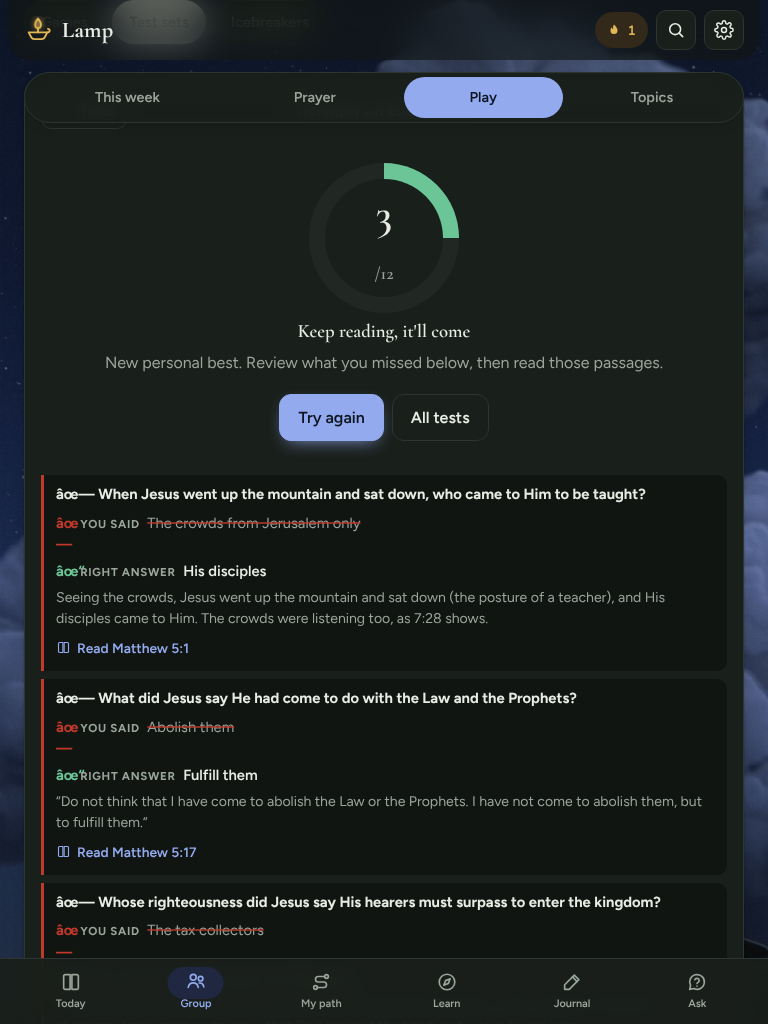 Games Test sets Icebreakers
Lamp
1
This week Prayer Play Topics
3
/12
Keep reading, it'll come
New personal best. Review what you missed below, then read those passages.
Try again All tests
âœ— When Jesus went up the mountain and sat down, who came to Him to be taught?
âœ— YOU SAID The crowds from Jerusalem only
âœ“ RIGHT ANSWER His disciples
Seeing the crowds, Jesus went up the mountain and sat down (the posture of a teacher), and His
disciples came to Him. The crowds were listening too, as 7:28 shows.
Read Matthew 5:1
âœ— What did Jesus say He had come to do with the Law and the Prophets?
âœ— YOU SAID Abolish them
âœ“ RIGHT ANSWER Fulfill them
“Do not think that I have come to abolish the Law or the Prophets. I have not come to abolish them, but
to fulfill them.”
Read Matthew 5:17
âœ— Whose righteousness did Jesus say His hearers must surpass to enter the kingdom?
âœ— YOU SAID The tax collectors
Today Group My path Learn Journal Ask